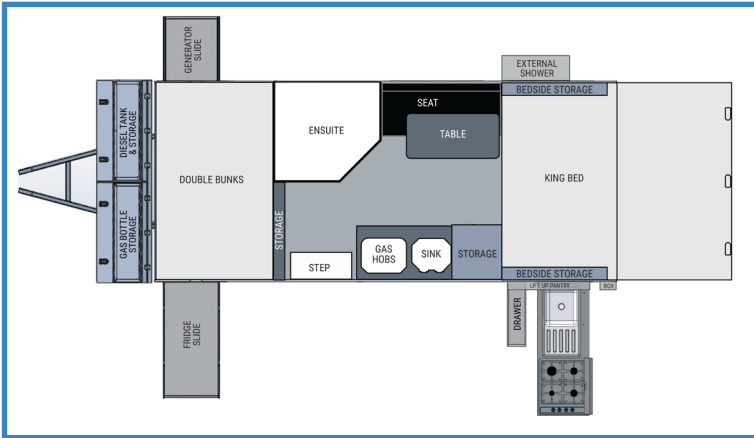 GENERATOR
SLIDE
EXTERNAL
SHOWER
BEDSIDE STORAGE
DIESEL TANK
& STORAGE
SEAT
ENSUITE
TABLE
DOUBLE BUNKS
KING BED
GAS BOTTLE
STORAGE
STORAGE
GAS
HOBS
SINK
STORAGE
STEP
BEDSIDE STORAGE
LIFT UP PANTRY
BOX
DRAWER
FRIDGE
SLIDE